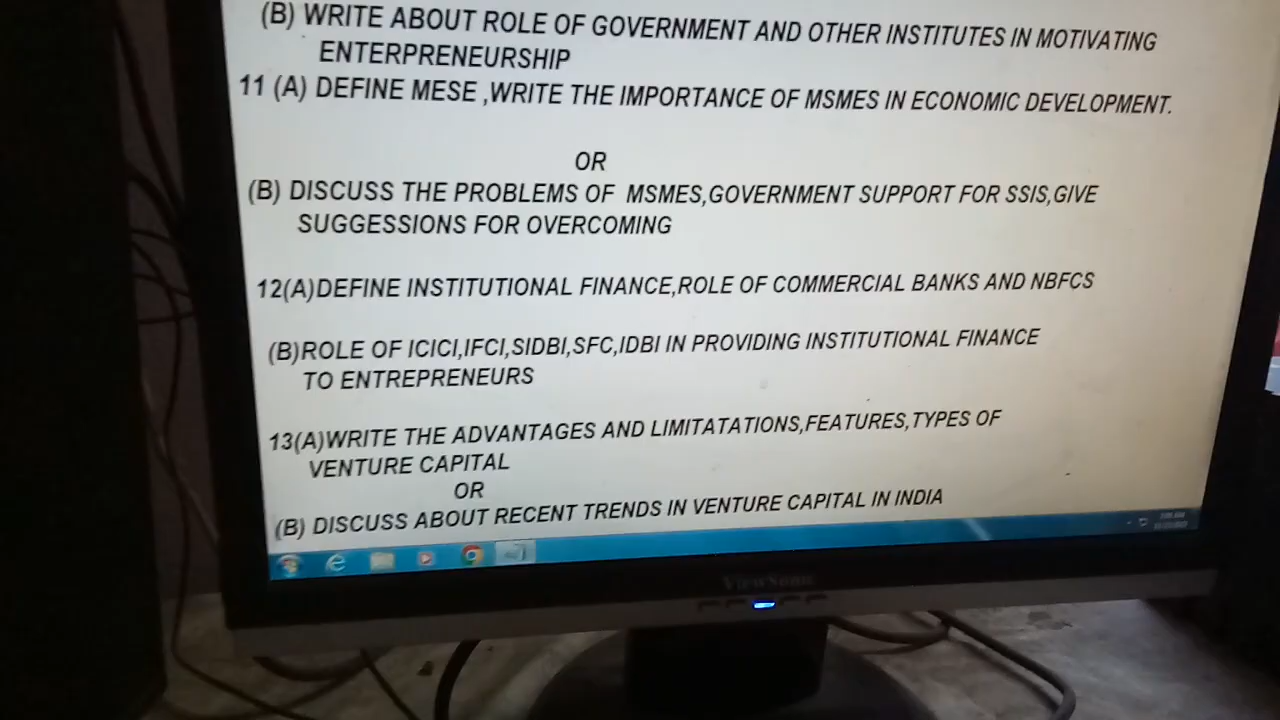 (B) WRITE ABOUT ROLE OF GOVERNMENT AND OTHER INSTITUTES IN MOTIVATING
ENTERPRENEURSHIP
11 (A) DEFINE MESE ,WRITE THE IMPORTANCE OF MSMES IN ECONOMIC DEVELOPMENT.
OR
(B) DISCUSS THE PROBLEMS OF MSMES,GOVERNMENT SUPPORT FOR SSIS,GIVE
SUGGESSIONS FOR OVERCOMING
12(A)DEFINE INSTITUTIONAL FINANCE,ROLE OF COMMERCIAL BANKS AND NBFCS
(B)ROLE OF ICICI,IFCI,SIDBI,SFC,IDBI IN PROVIDING INSTITUTIONAL FINANCE
TO ENTREPRENEURS
13(A)WRITE THE ADVANTAGES AND LIMITATATIONS,FEATURES,TYPES OF
VENTURE CAPITAL
OR
(B) DISCUSS ABOUT RECENT TRENDS IN VENTURE CAPITAL IN INDIA
ViewSonic